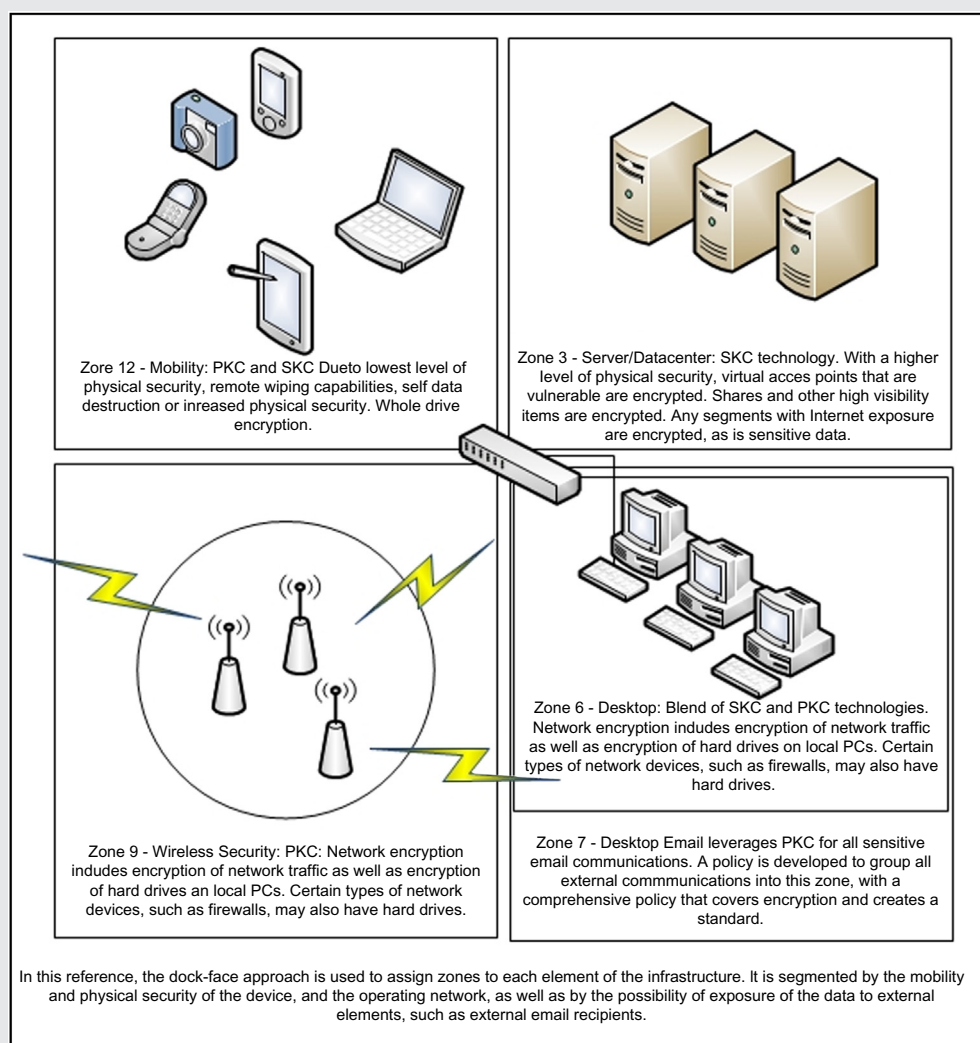 Zore 12 - Mobility: PKC and SKC Dueto lowest level of
physical security, remote wiping capabilities, self data
destruction or inreased physical security. Whole drive
encryption.
Zone 3 - Server/Datacenter: SKC technology. With a higher
level of physical security, virtual acces points that are
vulnerable are encrypted. Shares and other high visibility
items are encrypted. Any segments with Internet exposure
are encrypted, as is sensitive data.
Zone 6 - Desktop: Blend of SKC and PKC technologies.
Network encryption indudes encryption of network traffic
as well as encryption of hard drives on local PCs. Certain
types of network devices, such as firewalls, may also have
hard drives.
Zone 9 - Wireless Security: PKC: Network encryption
indudes encryption of network traffic as well as encryption
of hard drives an local PCs. Certain types of network
devices, such as firewalls, may also have hard drives.
Zone 7 - Desktop Email leverages PKC for all sensitive
email communications. A policy is developed to group all
external commmunications into this zone, with a
comprehensive policy that covers encryption and creates a
standard.
In this reference, the dock-face approach is used to assign zones to each element of the infrastructure. It is segmented by the mobility
and physical security of the device, and the operating network, as well as by the possibility of exposure of the data to external
elements, such as external email recipients.